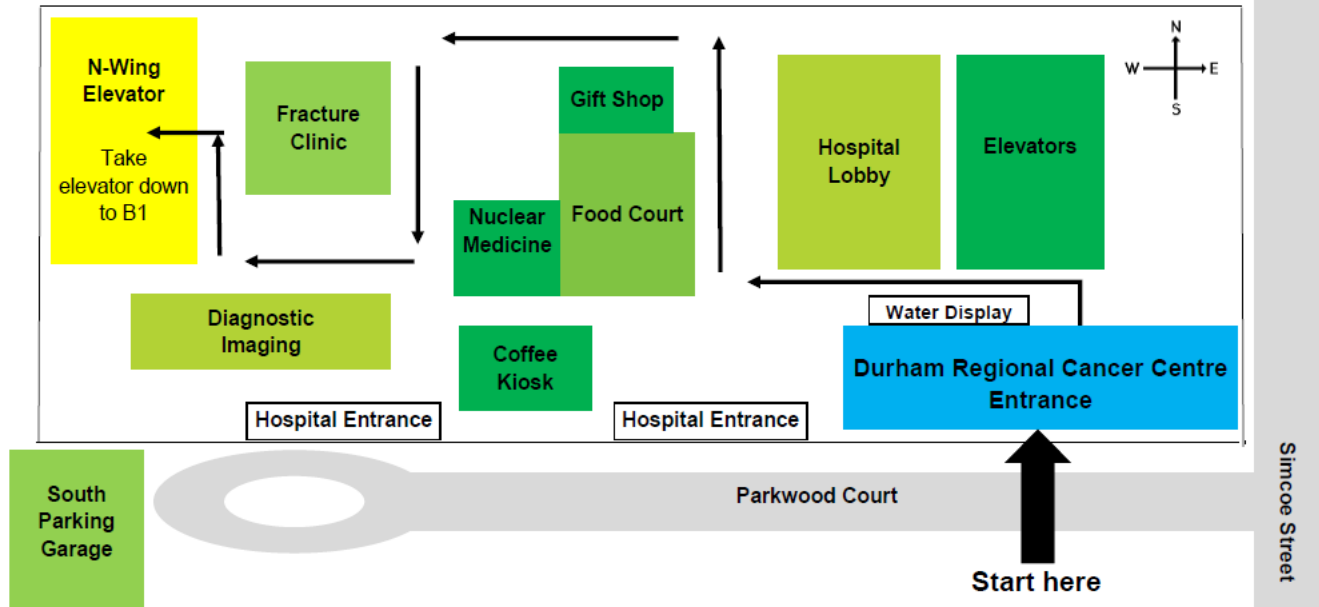 N-Wing
Elevator
Take
elevator down
to B1
Fracture
Clinic
Gift Shop
Hospital
Lobby
Elevators
N
W
E
S
Nuclear
Medicine
Food Court
Diagnostic
Imaging
Coffee
Kiosk
Water Display
Durham Regional Cancer Centre
Entrance
Hospital Entrance
Hospital Entrance
South
Parking
Garage
Parkwood Court
Simcoe Street
Start here